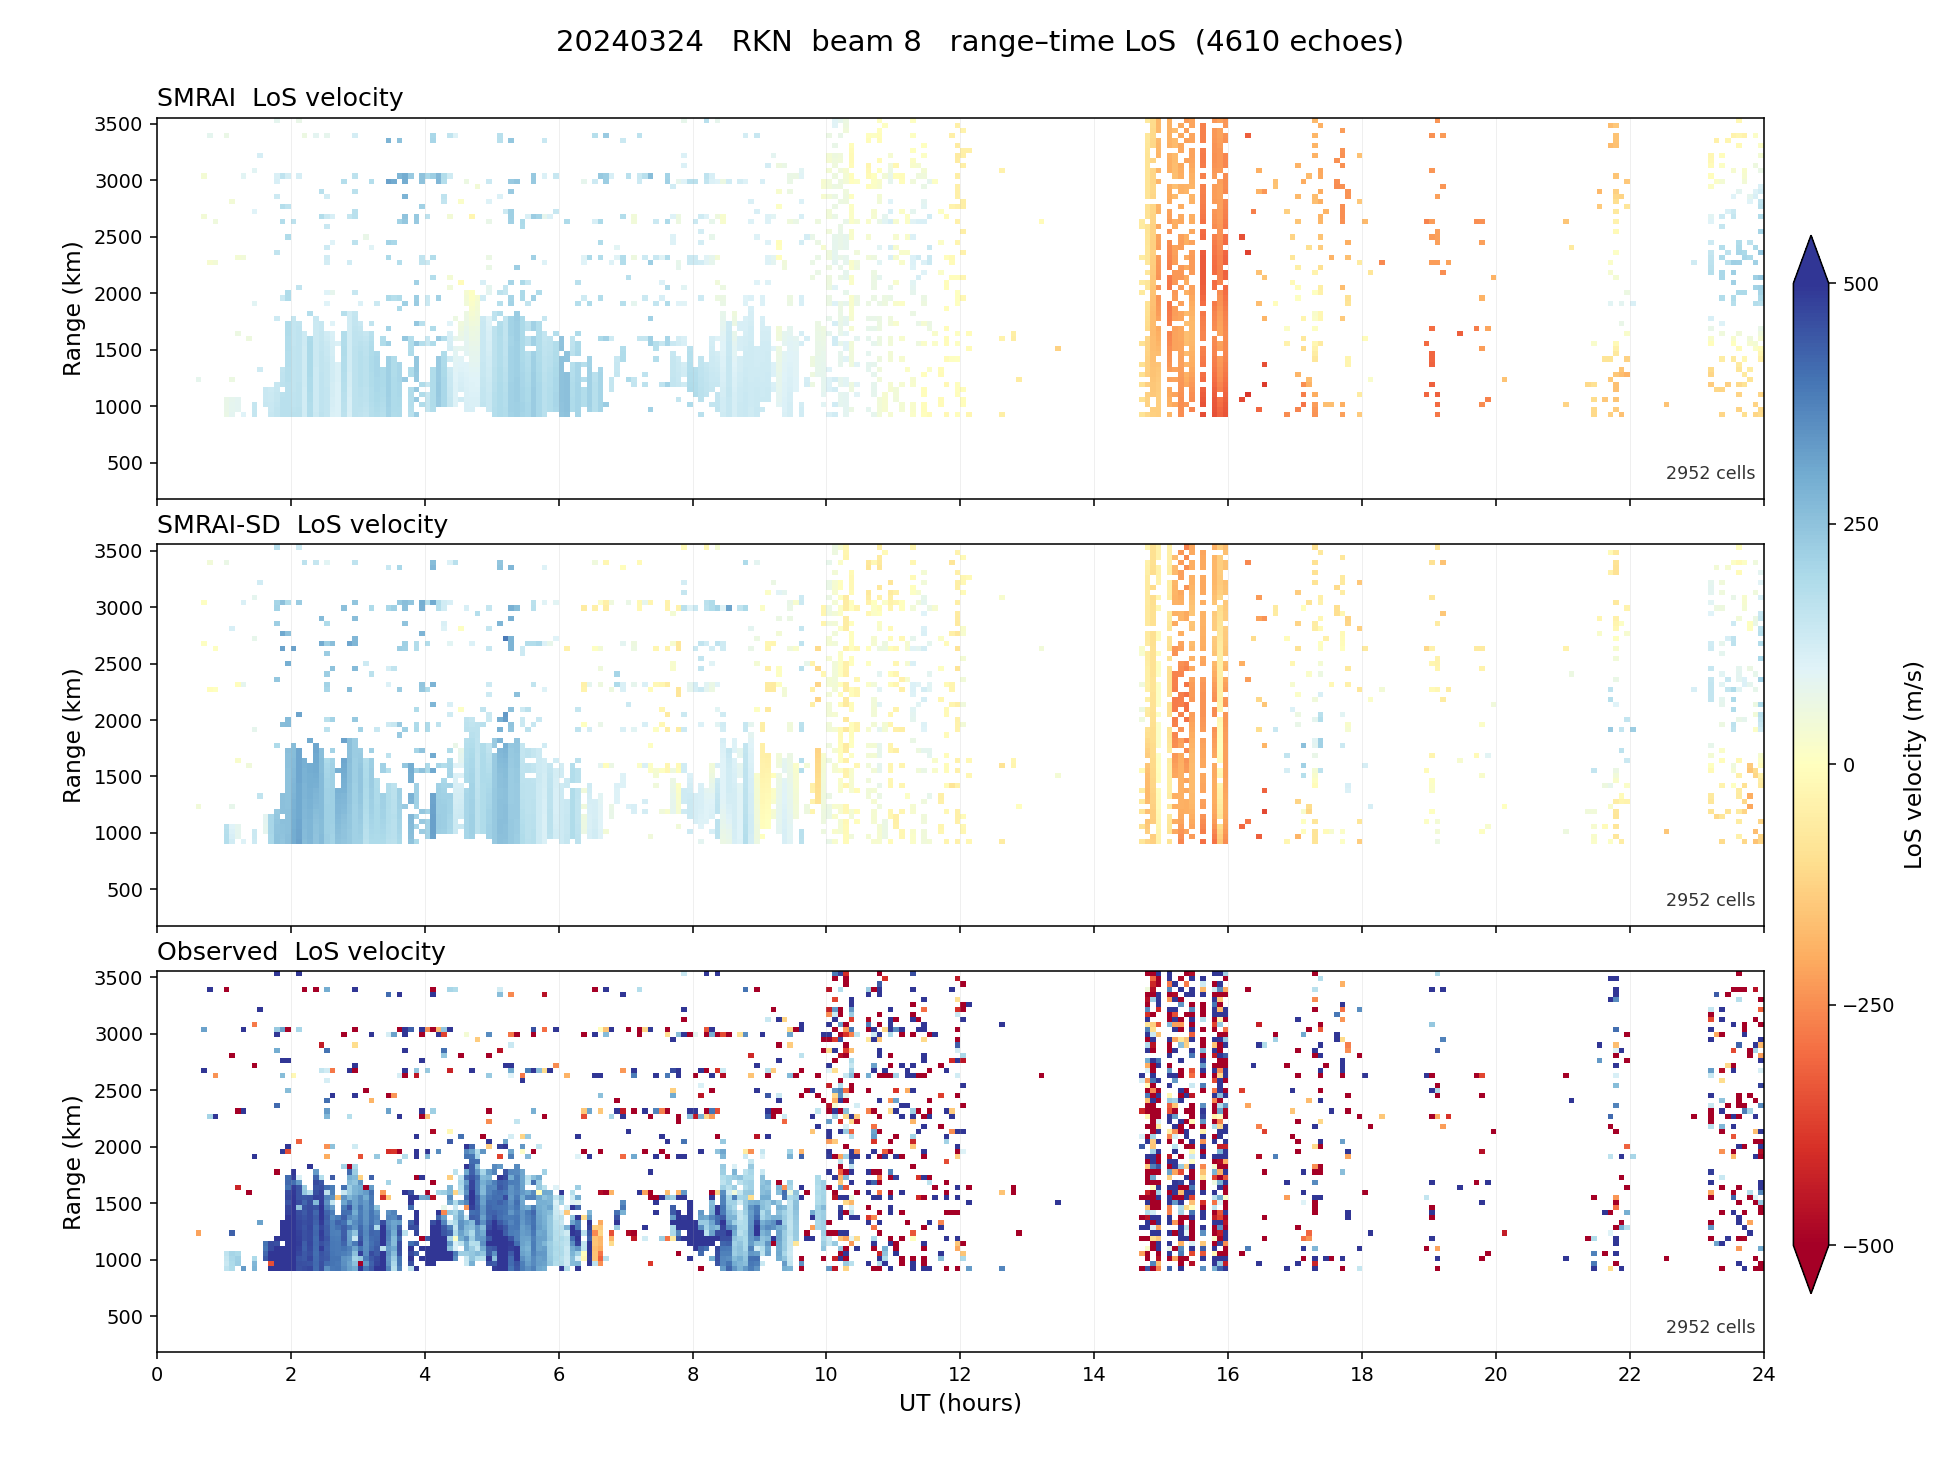 20240324   RKN  beam 8   range–time LoS  (4610 echoes)
SMRAI  LoS velocity
3500
3000
2500
2000
1500
1000
500
Range (km)
2952 cells
SMRAI-SD  LoS velocity
3500
3000
2500
2000
1500
1000
500
Range (km)
2952 cells
Observed  LoS velocity
3500
3000
2500
2000
1500
1000
500
Range (km)
2952 cells
0 2 4 6 8 10 12 14 16 18 20 22 24
UT (hours)
500
250
0
−250
−500
LoS velocity (m/s)